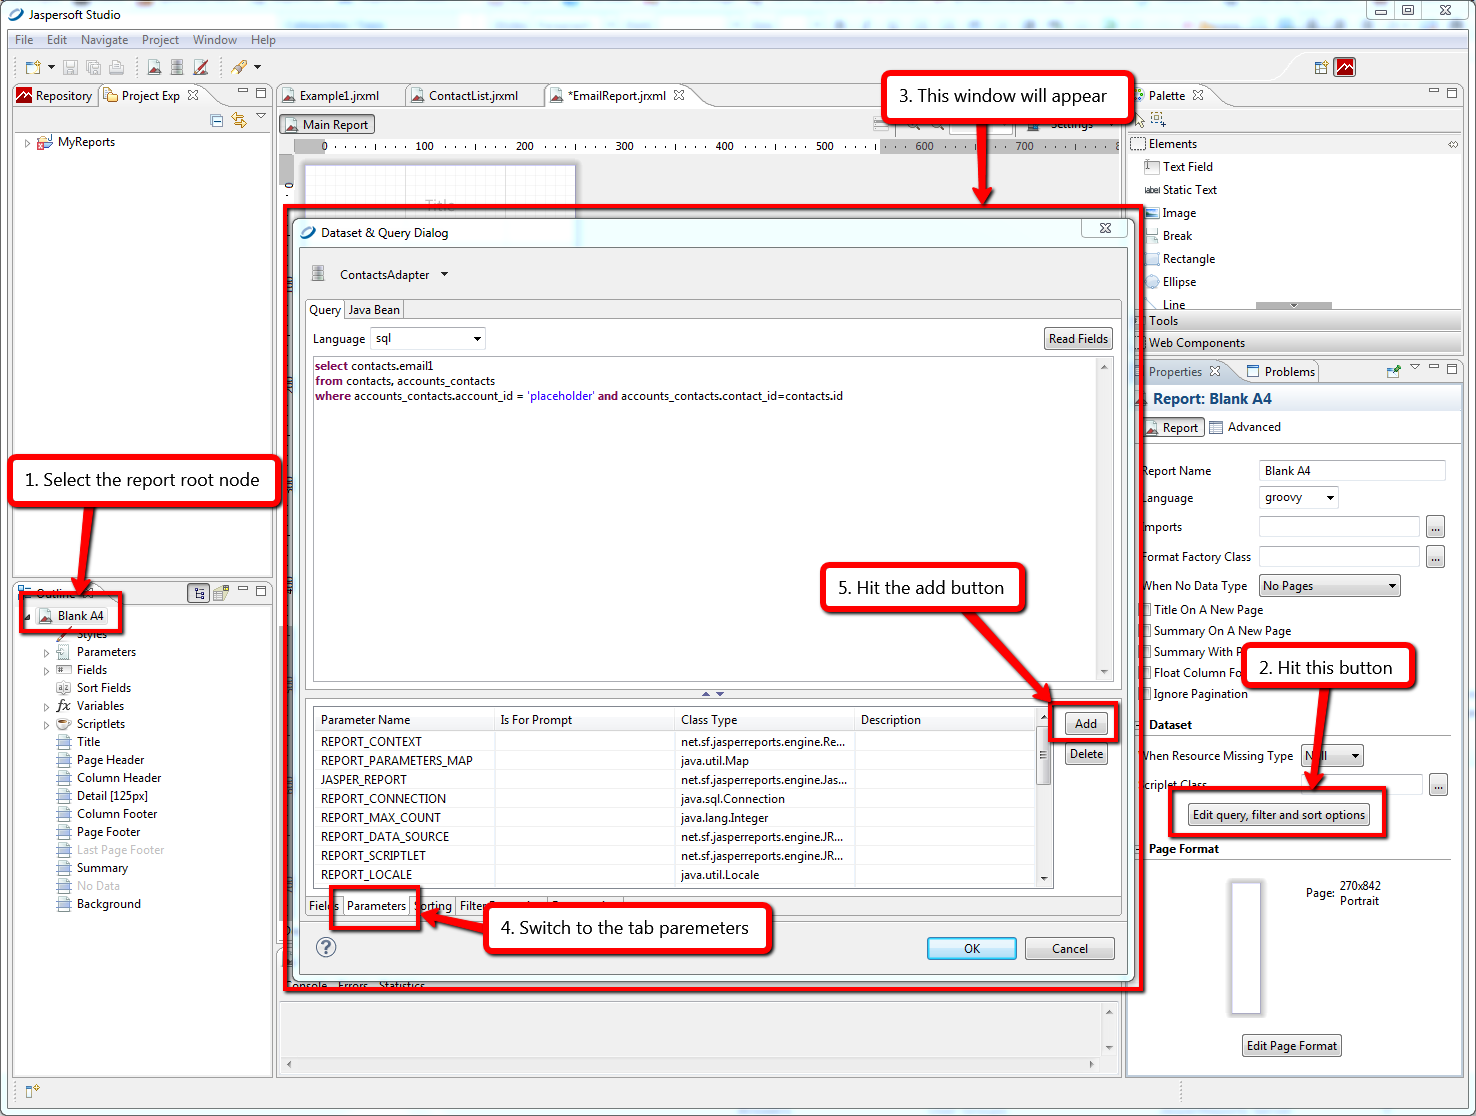 Jaspersoft Studio
File Edit Navigate Project Window Help
Repository Project Exp
Example1.jrxml ContactList.jrxml *EmailReport.jrxml
3. This window will appear
Palette
MyReports
Main Report
Settings
0 100 200 300 400 500 600 700
Title
Elements
Text Field
label Static Text
Image
Break
Rectangle
Ellipse
Line
Tools
Web Components
Dataset & Query Dialog
ContactsAdapter
Query Java Bean
Language sql
Read Fields
select contacts.email1
from contacts, accounts_contacts
where accounts_contacts.account_id = 'placeholder' and accounts_contacts.contact_id=contacts.id
Properties Problems
Report: Blank A4
Report Advanced
Report Name Blank A4
Language groovy
Imports ...
Format Factory Class ...
When No Data Type No Pages
Title On A New Page
Summary On A New Page
Summary With P
Float Column Fo
Ignore Pagination
2. Hit this button
Dataset
When Resource Missing Type Null
Scriptlet Class ...
Edit query, filter and sort options
Page Format
Page: 270x842
Portrait
Edit Page Format
1. Select the report root node
Outline
Blank A4
Styles
Parameters
Fields
Sort Fields
fx Variables
Scriptlets
Title
Page Header
Column Header
Detail [125px]
Column Footer
Page Footer
Last Page Footer
Summary
No Data
Background
5. Hit the add button
Parameter Name Is For Prompt Class Type Description
REPORT_CONTEXT net.sf.jasperreports.engine.Re...
REPORT_PARAMETERS_MAP java.util.Map
JASPER_REPORT net.sf.jasperreports.engine.Jas...
REPORT_CONNECTION java.sql.Connection
REPORT_MAX_COUNT java.lang.Integer
REPORT_DATA_SOURCE net.sf.jasperreports.engine.JR...
REPORT_SCRIPTLET net.sf.jasperreports.engine.JR...
REPORT_LOCALE java.util.Locale
Add
Delete
Fields Parameters Sorting Filter
4. Switch to the tab paremeters
OK Cancel
Console Errors Statistics